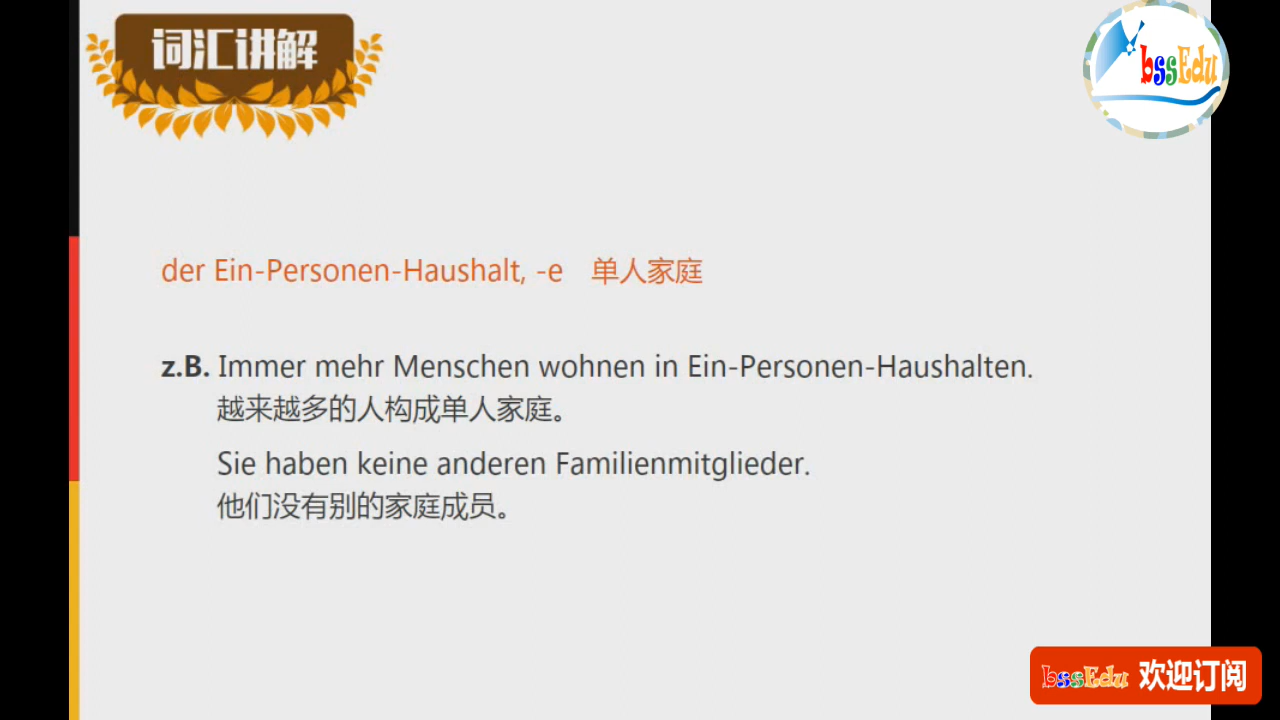 词汇讲解
bssEdu
der Ein-Personen-Haushalt, -e 单人家庭
z.B. Immer mehr Menschen wohnen in Ein-Personen-Haushalten.
越来越多的人构成单人家庭。
Sie haben keine anderen Familienmitglieder.
他们没有别的家庭成员。
bssEdu 欢迎订阅